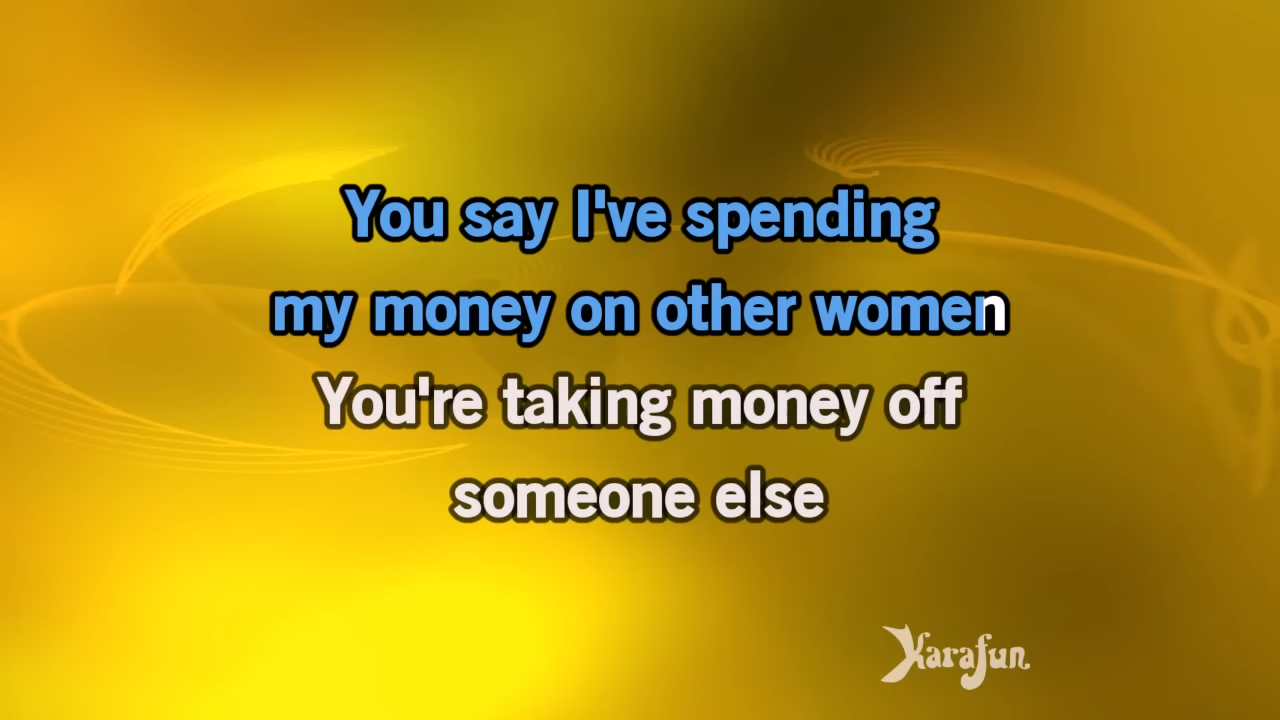 You say I've spending
my money on other women
You're taking money off
someone else
Karafun